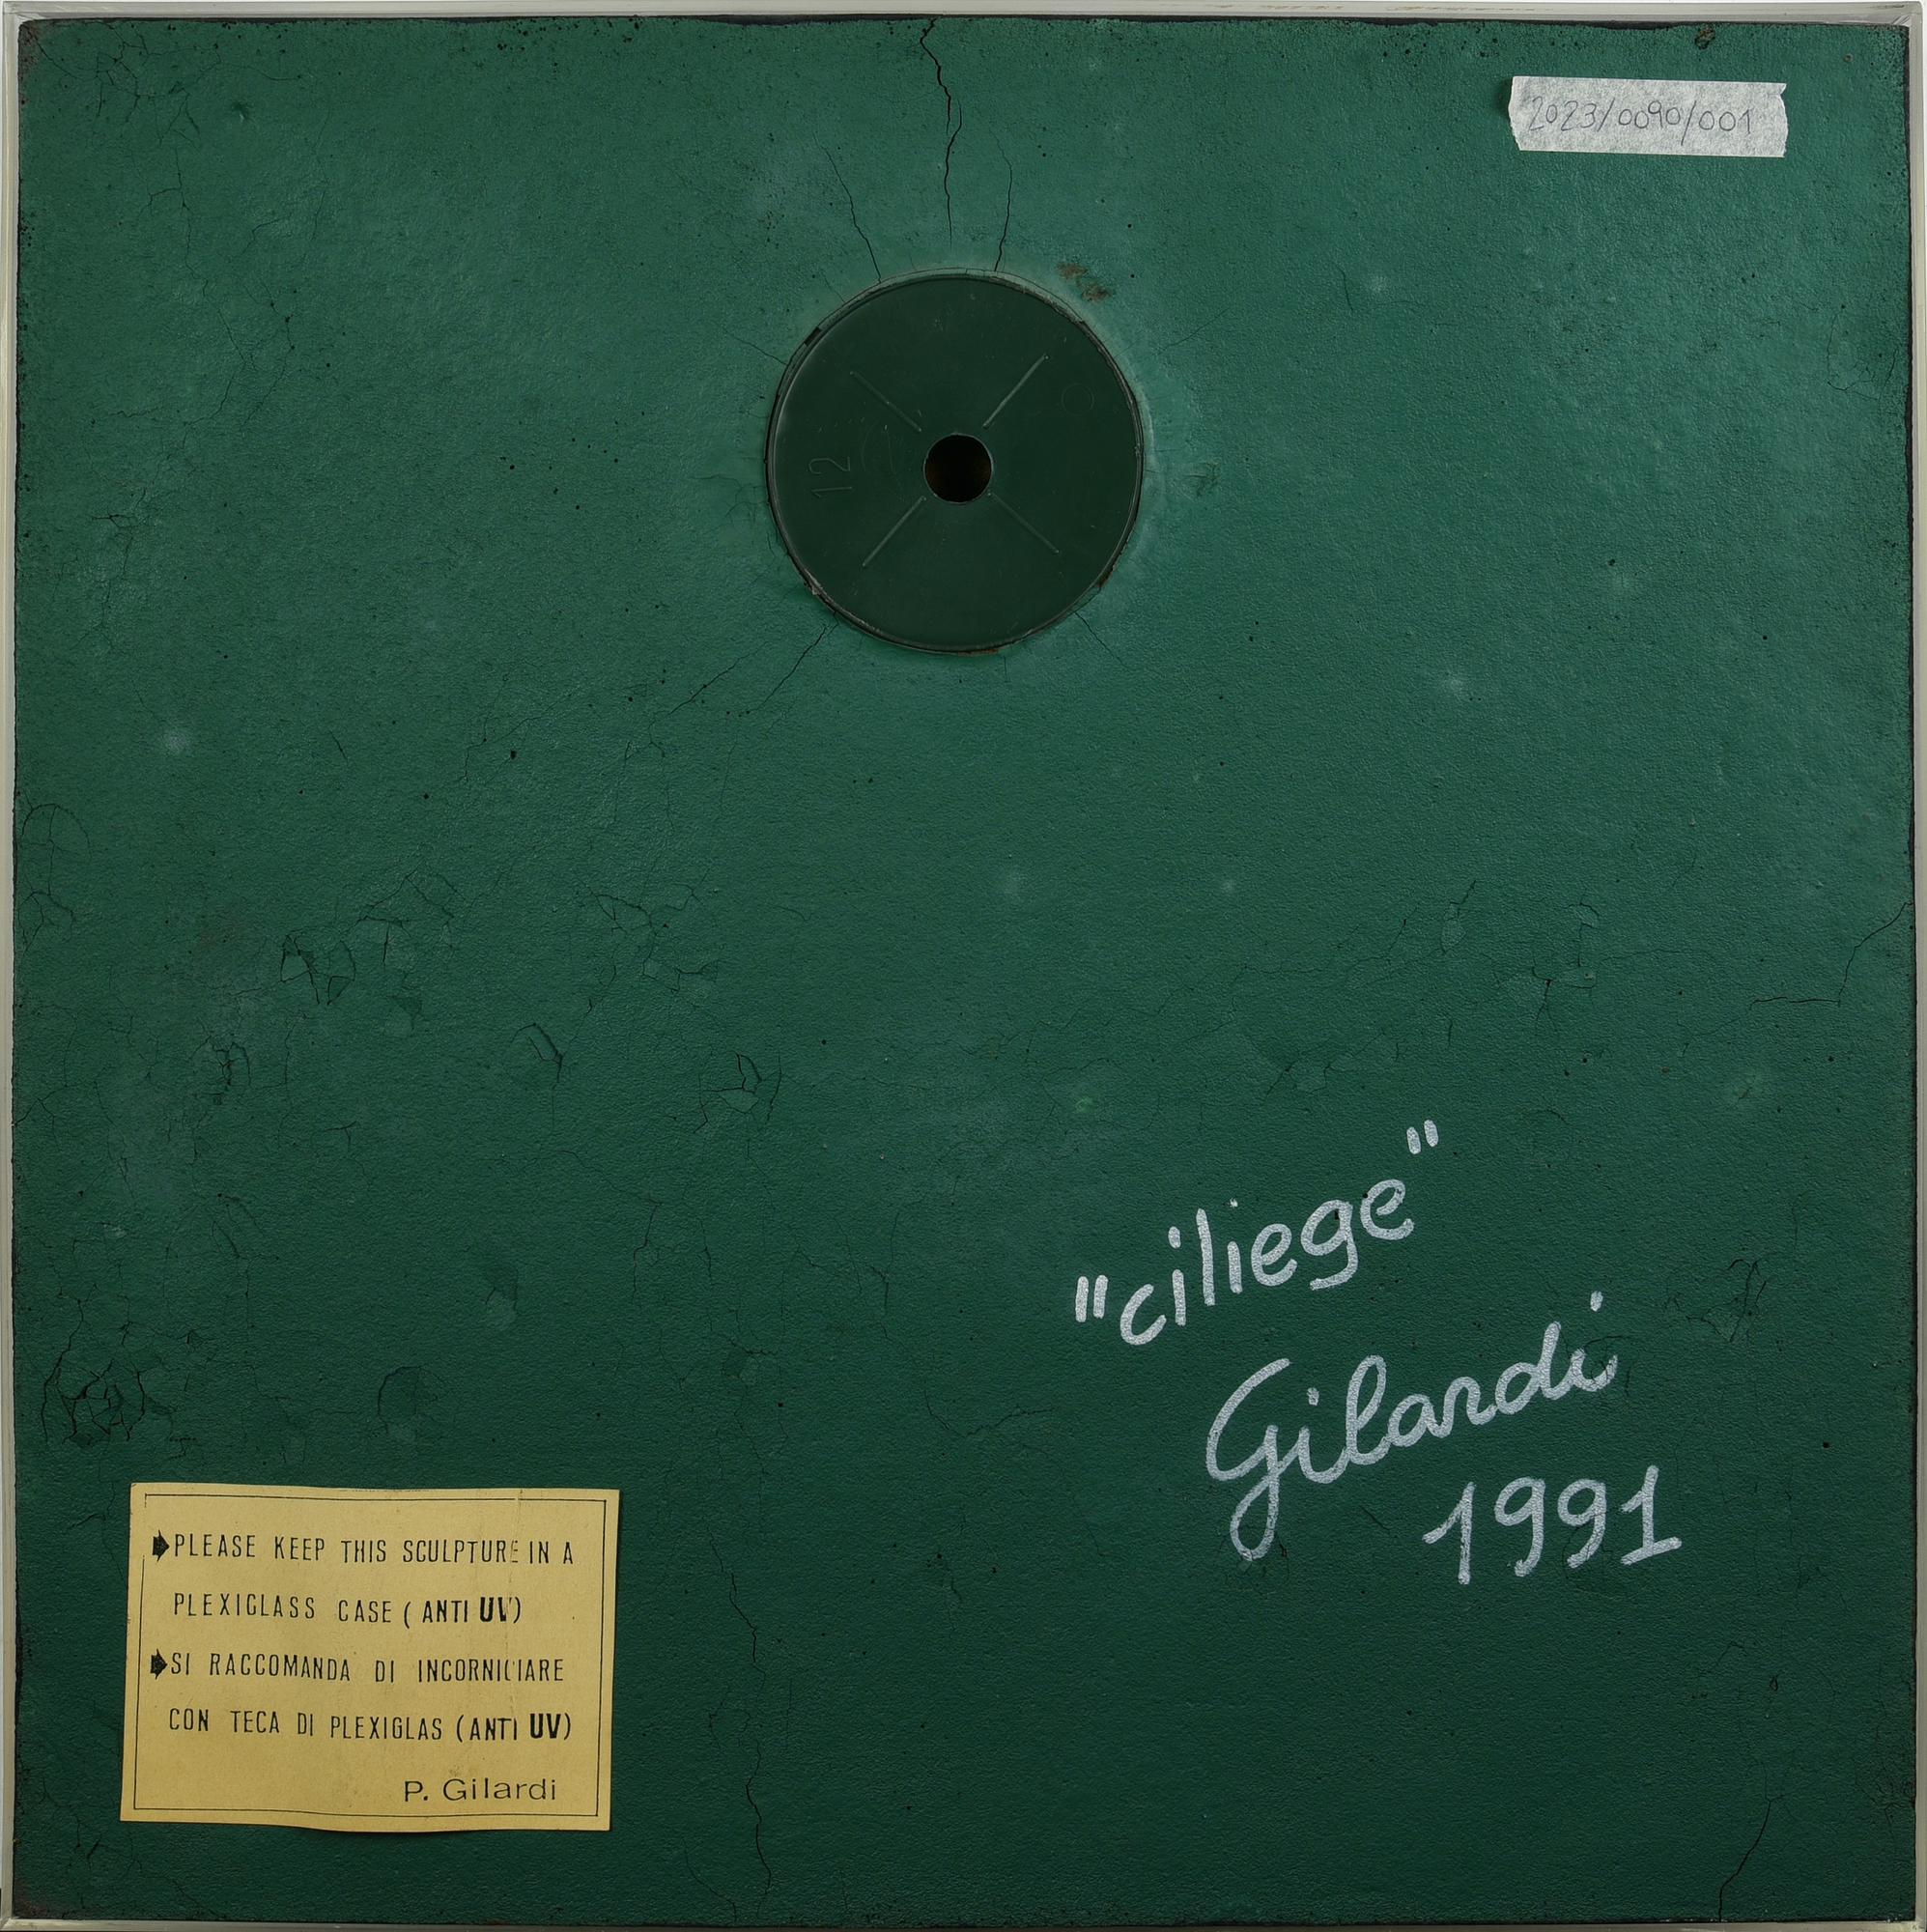 2023/0090/001
12
"ciliege"
Gilardi
1991
PLEASE KEEP THIS SCULPTURE IN A
PLEXIGLASS CASE (ANTI UV)
SI RACCOMANDA DI INCORNICIARE
CON TECA DI PLEXIGLAS (ANTI UV)
P. Gilardi